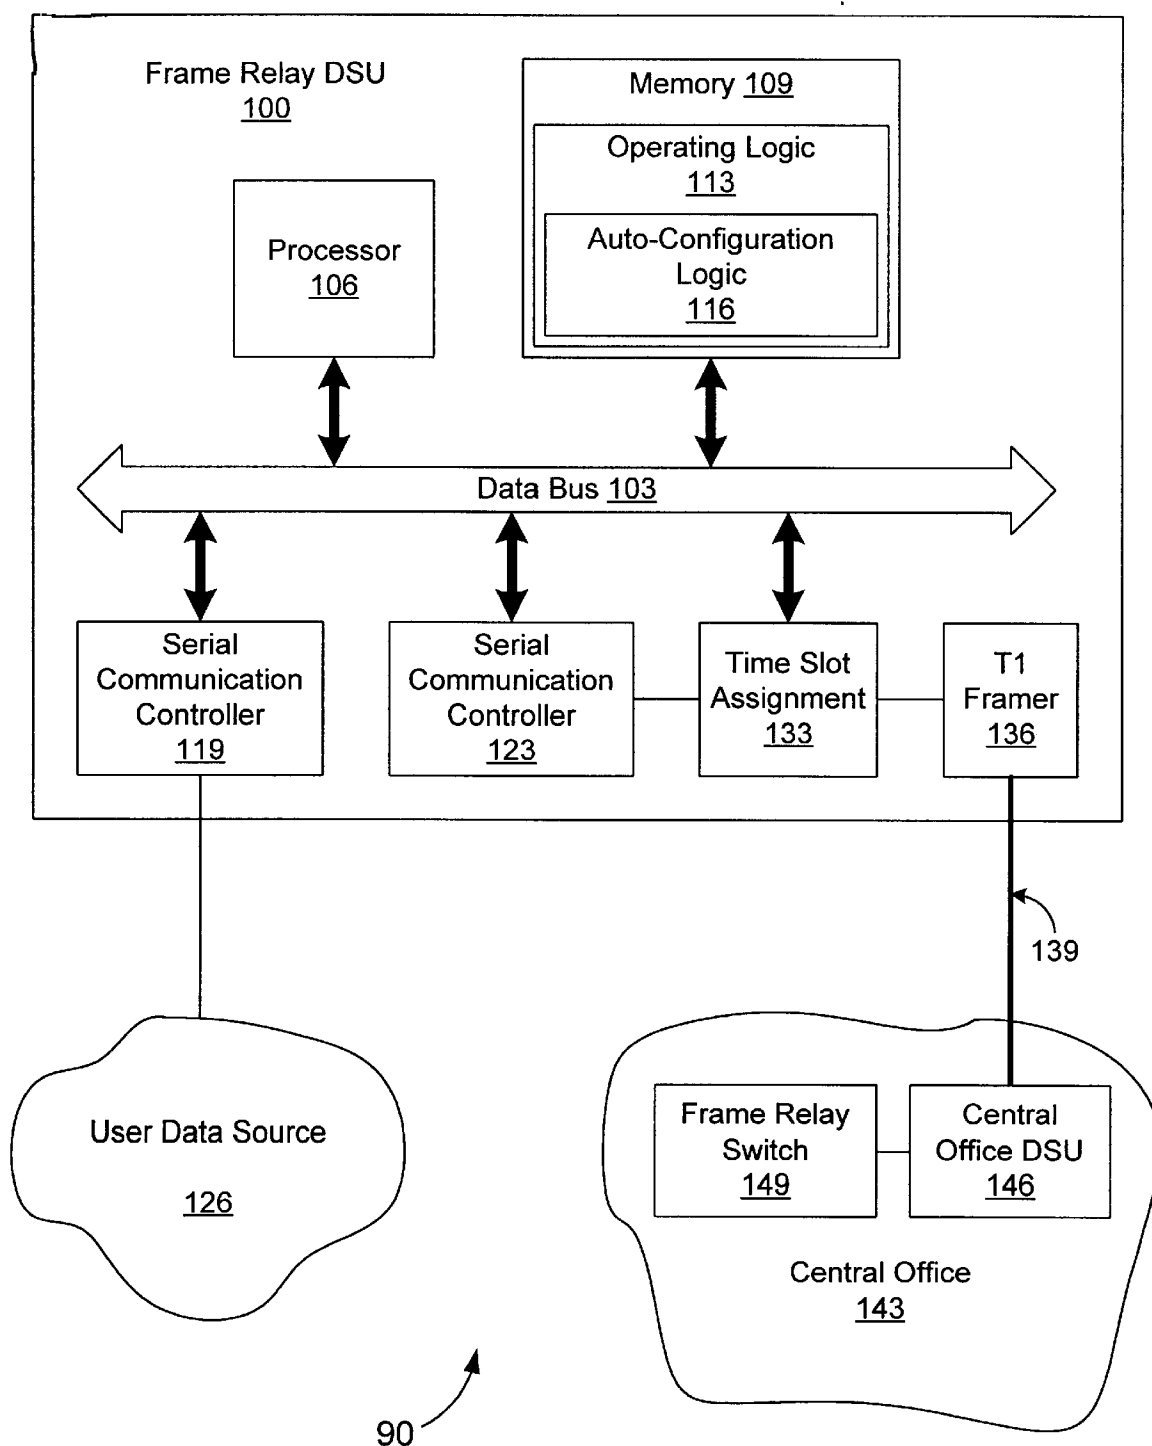 Frame Relay DSU
100
Memory 109
Operating Logic
113
Auto-Configuration
Logic
116
Processor
106
Data Bus 103
Serial
Communication
Controller
119
Serial
Communication
Controller
123
Time Slot
Assignment
133
T1
Framer
136
139
User Data Source
126
Frame Relay
Switch
149
Central
Office DSU
146
Central Office
143
90